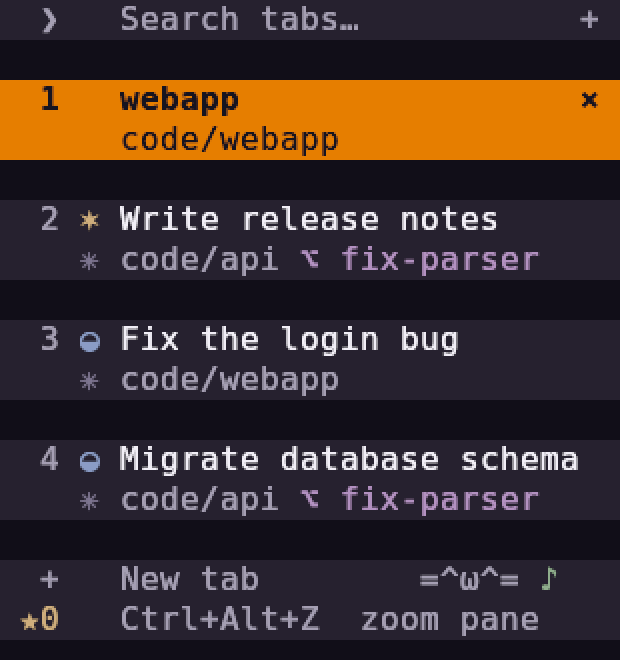 ❯ Search tabs… +
1 webapp ×
code/webapp
2 ✶ Write release notes
✳ code/api ⌥ fix-parser
3 ◒ Fix the login bug
✳ code/webapp
4 ◒ Migrate database schema
✳ code/api ⌥ fix-parser
+ New tab =^ω^= ♪
★0 Ctrl+Alt+Z zoom pane